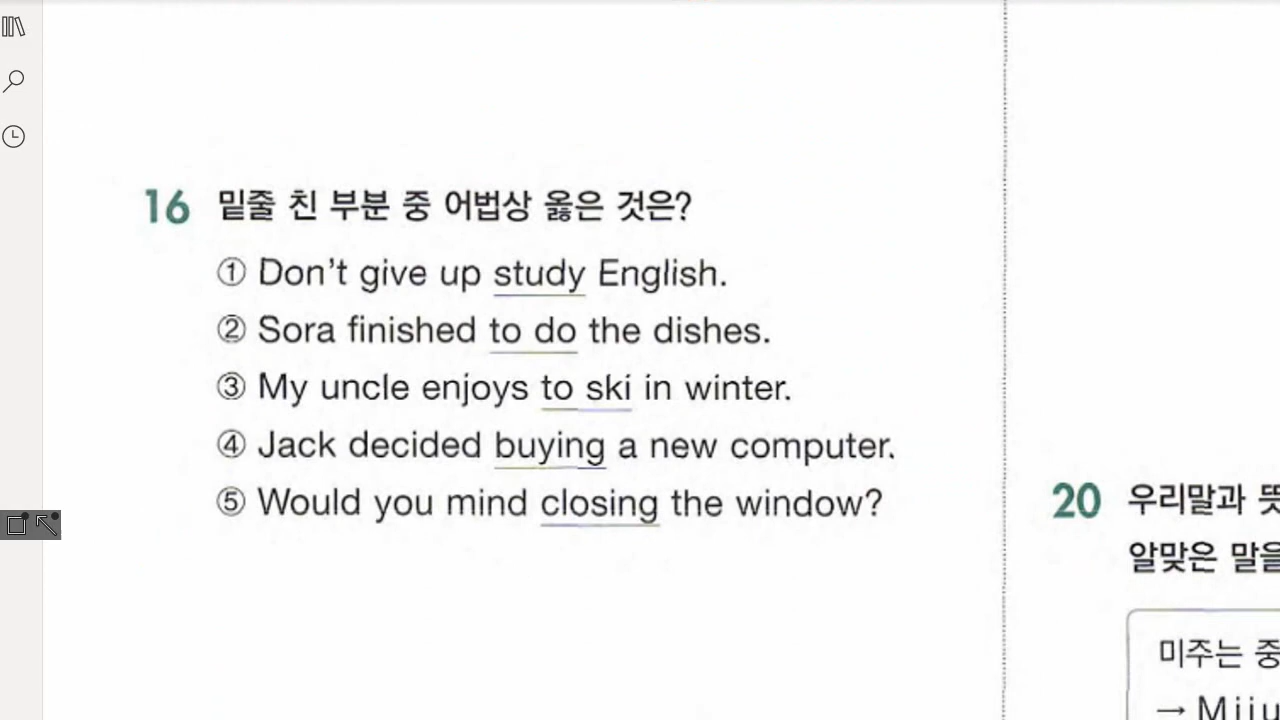 16 밑줄 친 부분 중 어법상 옳은 것은?
① Don't give up study English.
② Sora finished to do the dishes.
③ My uncle enjoys to ski in winter.
④ Jack decided buying a new computer.
⑤ Would you mind closing the window?
20 우리말과 뜻
알맞은 말을
미주는 중
→ Miju